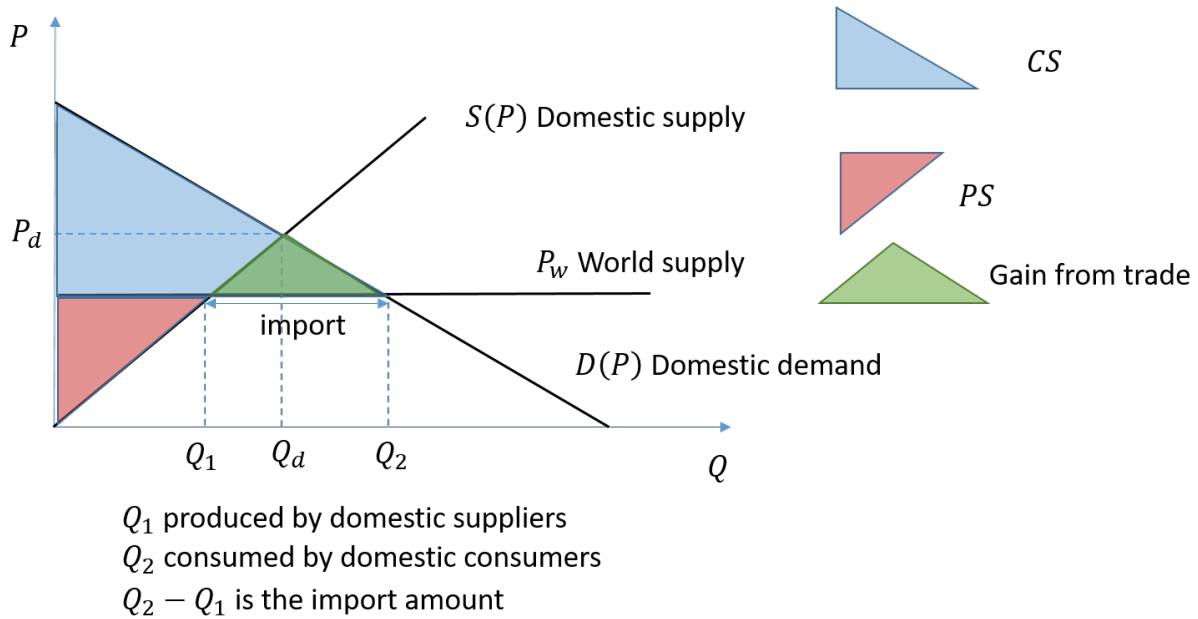 P
CS
S(P) Domestic supply
PS
P_d
P_w World supply
Gain from trade
import
D(P) Domestic demand
Q_1
Q_d
Q_2
Q
Q_1 produced by domestic suppliers
Q_2 consumed by domestic consumers
Q_2 − Q_1 is the import amount